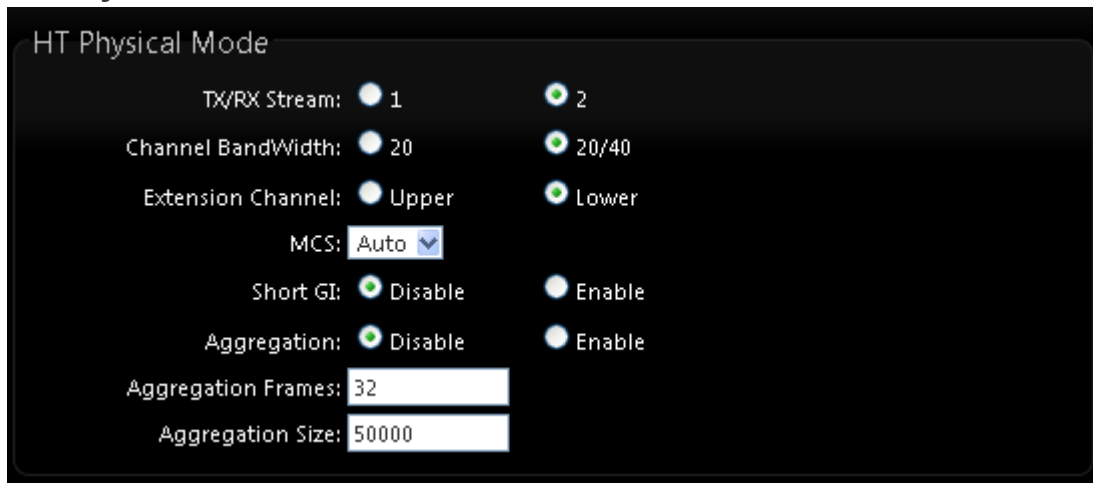 HT Physical Mode
TX/RX Stream: 1 2
Channel BandWidth: 20 20/40
Extension Channel: Upper Lower
MCS: Auto
Short GI: Disable Enable
Aggregation: Disable Enable
Aggregation Frames: 32
Aggregation Size: 50000